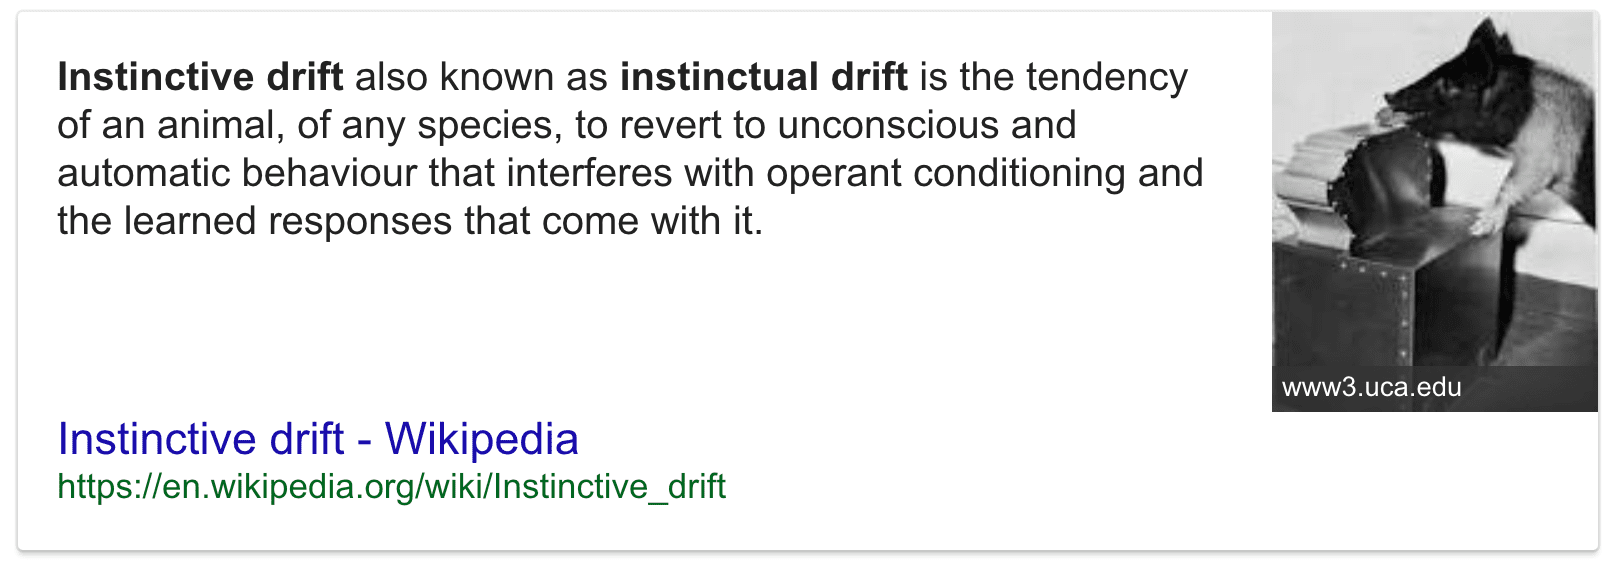 Instinctive drift also known as instinctual drift is the tendency
of an animal, of any species, to revert to unconscious and
automatic behaviour that interferes with operant conditioning and
the learned responses that come with it.
www3.uca.edu
Instinctive drift - Wikipedia
https://en.wikipedia.org/wiki/Instinctive_drift